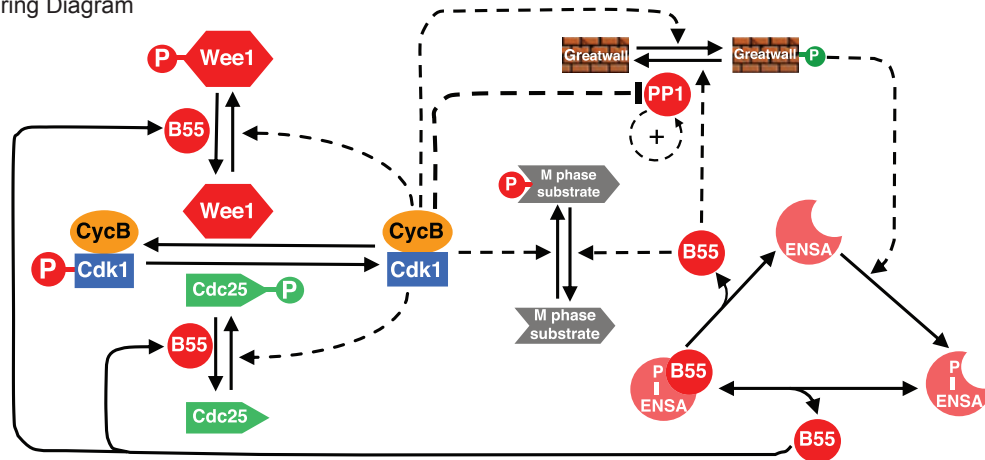 ring Diagram
P Wee1
B55
Wee1
CycB
P Cdk1
CycB
Cdk1
Cdc25 P
B55
Cdc25
Greatwall
Greatwall P
PP1
+
P M phase
substrate
M phase
substrate
B55
ENSA
P B55
ENSA
P
ENSA
B55